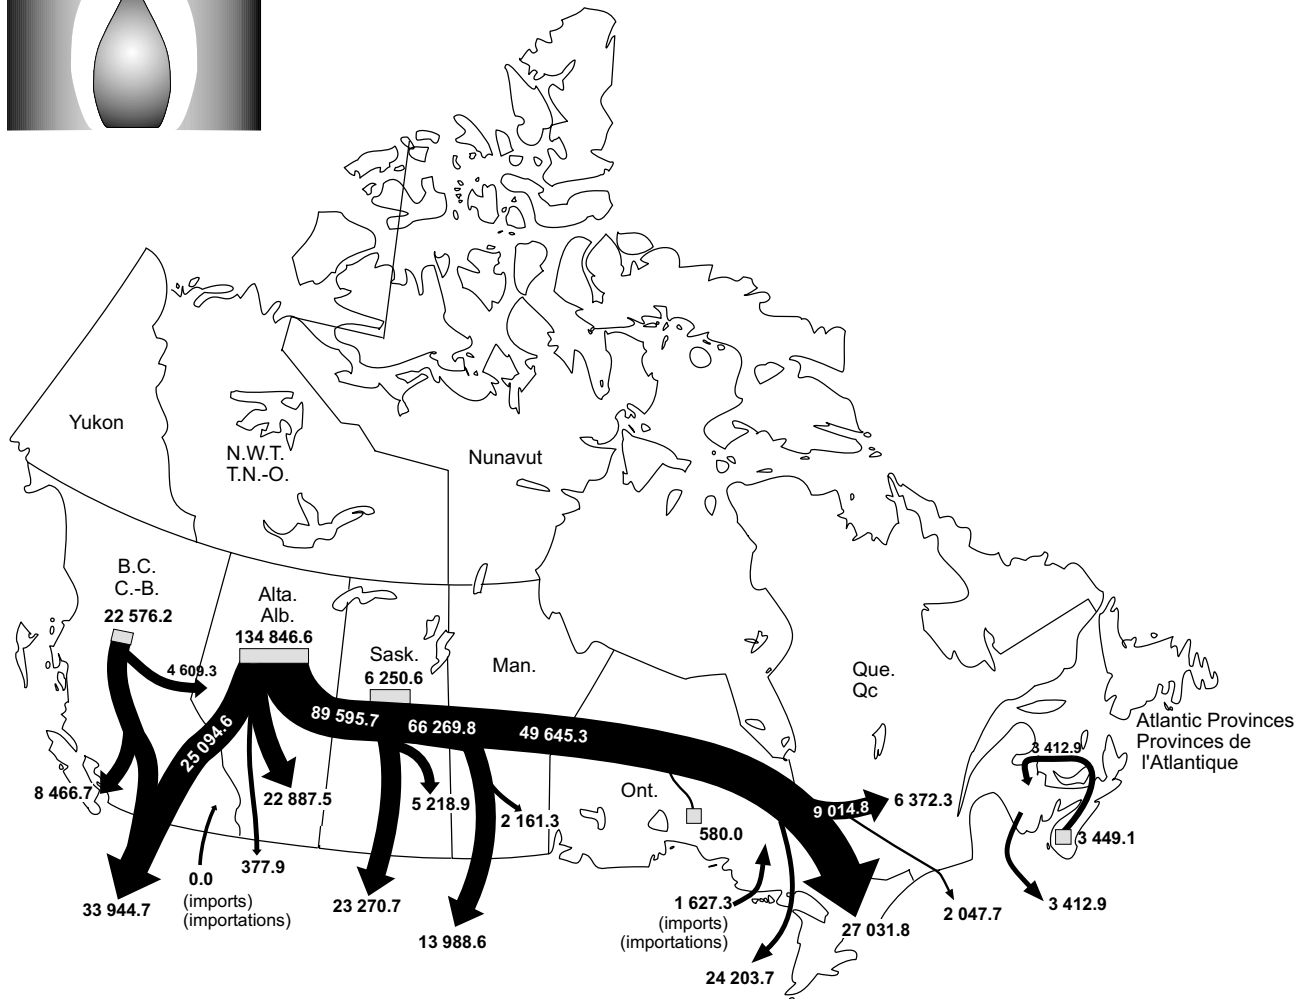 Yukon
N.W.T.
T.N.-O.
Nunavut
B.C.
C.-B.
22 576.2
Alta.
Alb.
134 846.6
4 609.3
Sask.
6 250.6
Man.
Que.
Qc
89 595.7
66 269.8
49 645.3
25 094.6
Atlantic Provinces
Provinces de
l'Atlantique
3 412.9
8 466.7
22 887.5
5 218.9
2 161.3
Ont.
580.0
9 014.8
6 372.3
3 449.1
377.9
0.0
(imports)
(importations)
33 944.7
23 270.7
13 988.6
1 627.3
(imports)
(importations)
24 203.7
27 031.8
2 047.7
3 412.9